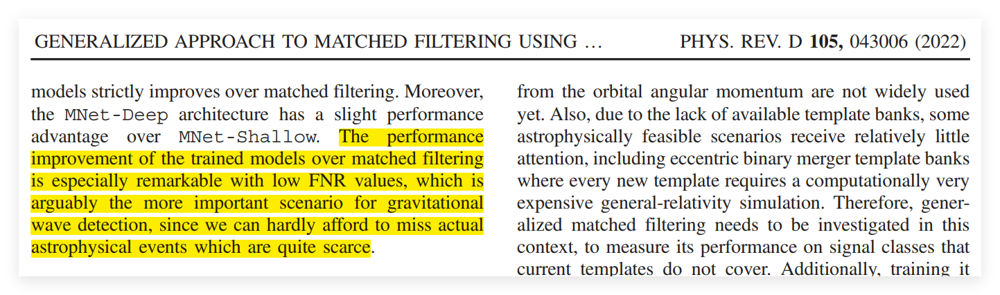 GENERALIZED APPROACH TO MATCHED FILTERING USING …
PHYS. REV. D 105, 043006 (2022)
models strictly improves over matched filtering. Moreover,
the MNet-Deep architecture has a slight performance
advantage over MNet-Shallow. The performance
improvement of the trained models over matched filtering
is especially remarkable with low FNR values, which is
arguably the more important scenario for gravitational
wave detection, since we can hardly afford to miss actual
astrophysical events which are quite scarce.
from the orbital angular momentum are not widely used
yet. Also, due to the lack of available template banks, some
astrophysically feasible scenarios receive relatively little
attention, including eccentric binary merger template banks
where every new template requires a computationally very
expensive general-relativity simulation. Therefore, gener-
alized matched filtering needs to be investigated in this
context, to measure its performance on signal classes that
current templates do not cover. Additionally, training it